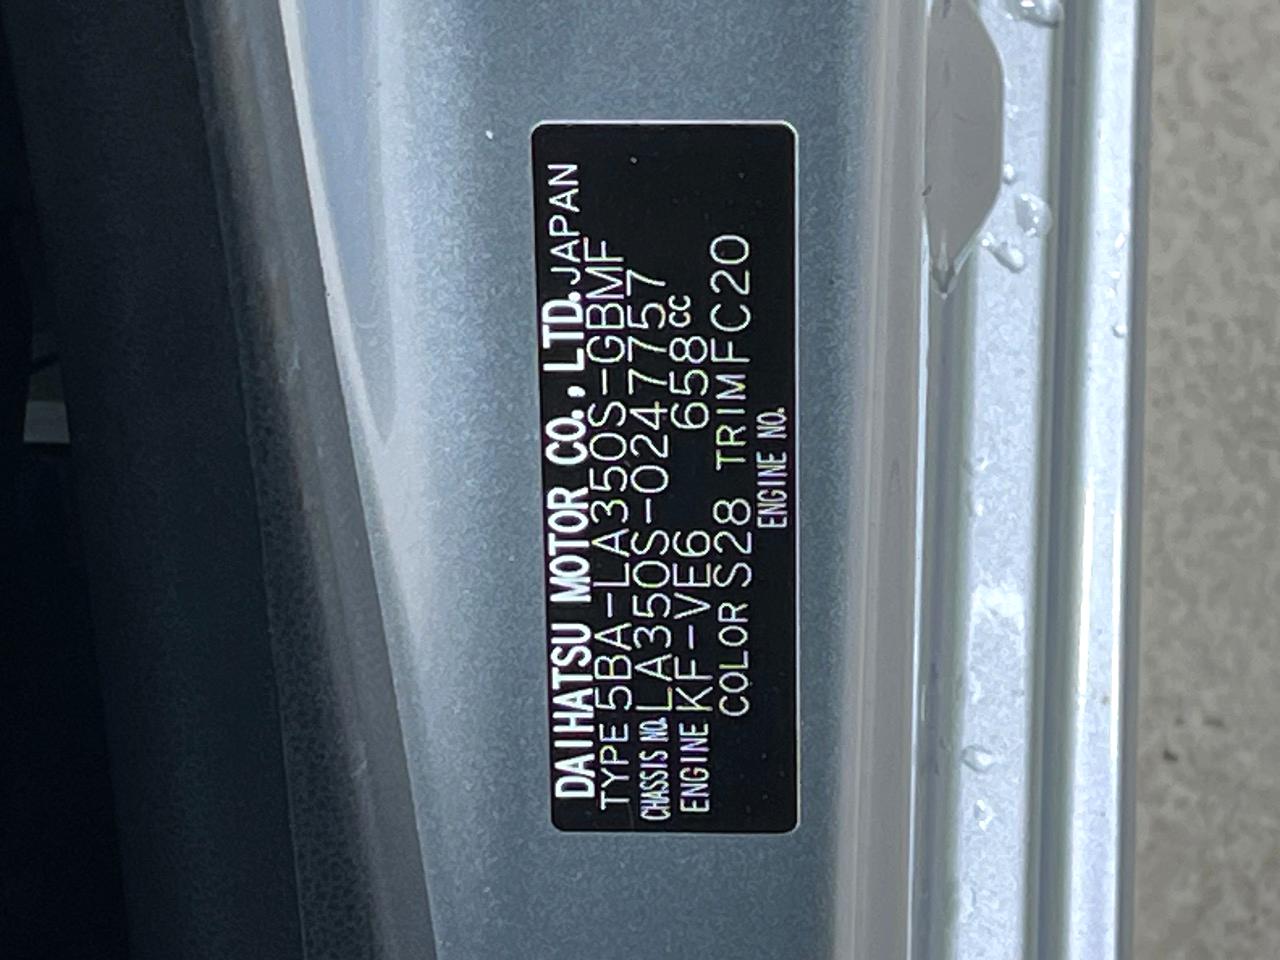 DAIHATSU MOTOR CO., LTD. JAPAN
TYPE 5BA-LA350S-GBMF
CHASSIS NO. LA350S-0247757
ENGINE KF-VE6 658cc
COLOR S28 TRIM FC20
ENGINE NO.